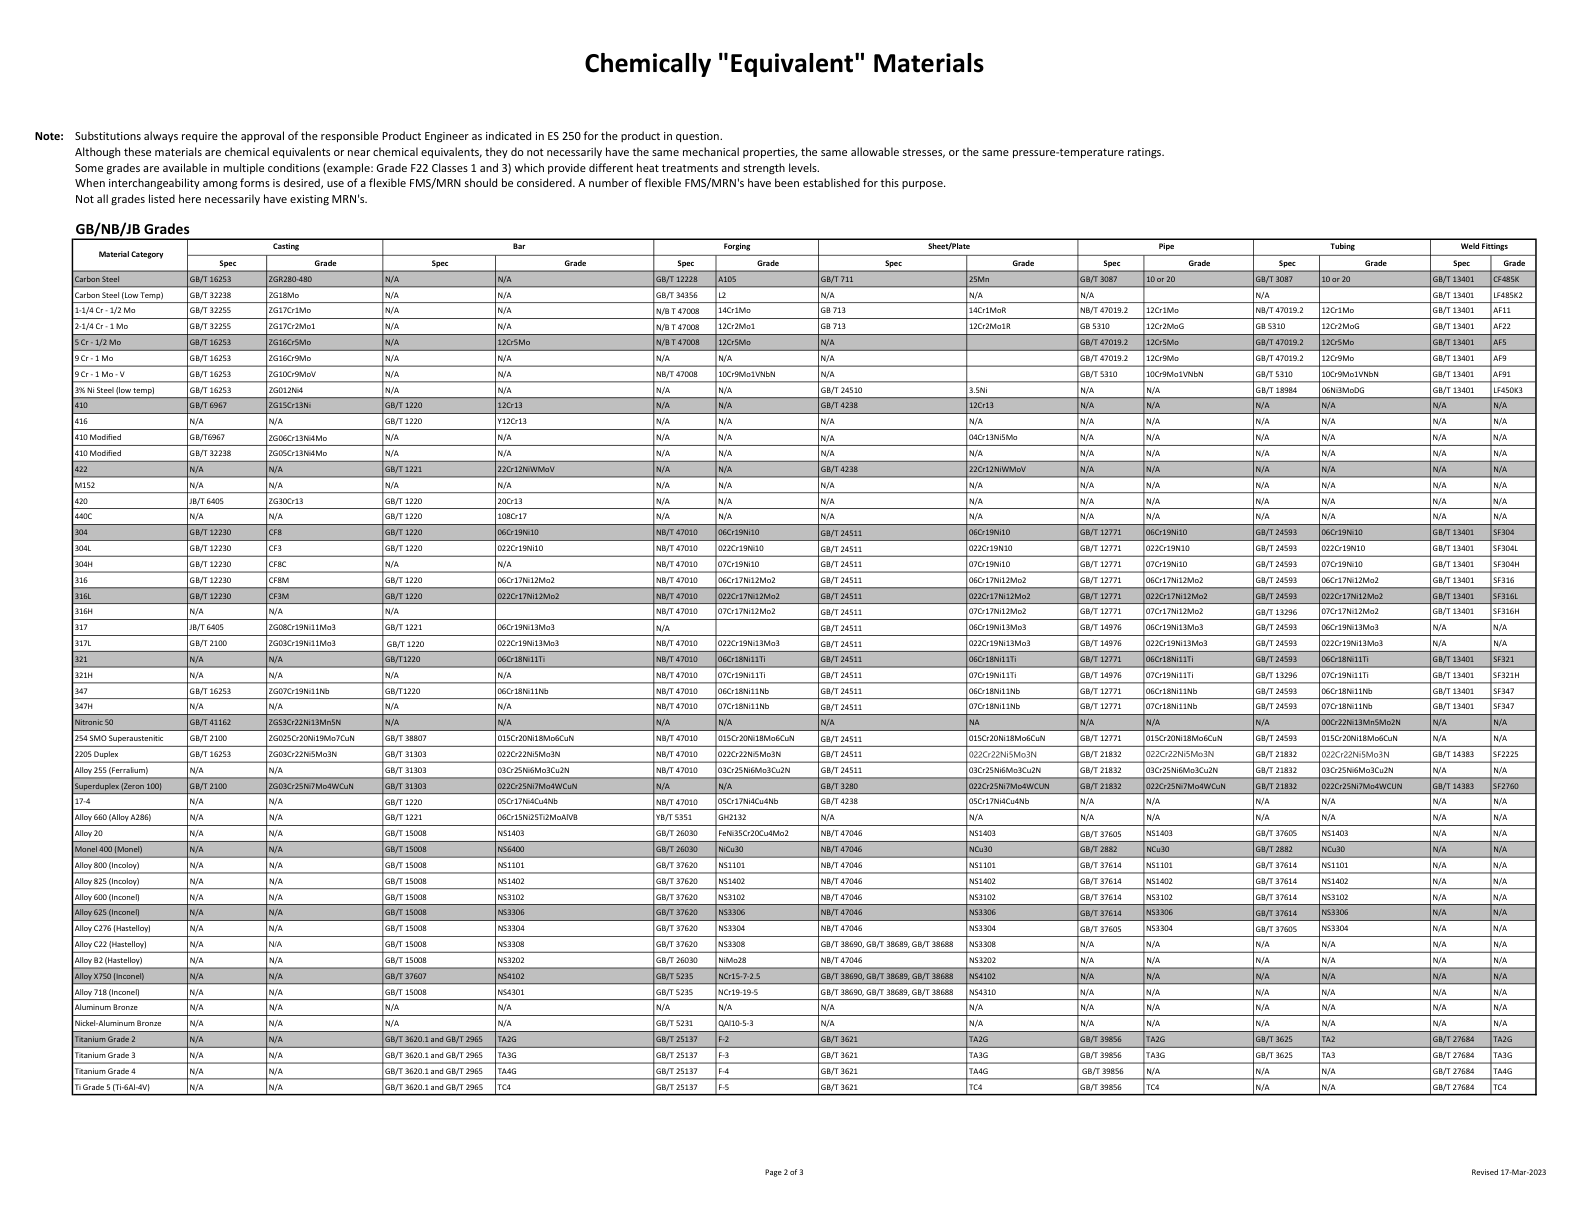 Chemically "Equivalent" Materials
Note: Substitutions always require the approval of the responsible Product Engineer as indicated in ES 250 for the product in question.
Although these materials are chemical equivalents or near chemical equivalents, they do not necessarily have the same mechanical properties, the same allowable stresses, or the same pressure-temperature ratings.
Some grades are available in multiple conditions (example: Grade F22 Classes 1 and 3) which provide different heat treatments and strength levels.
When interchangeability among forms is desired, use of a flexible FMS/MRN should be considered. A number of flexible FMS/MRN's have been established for this purpose.
Not all grades listed here necessarily have existing MRN's.
GB/NB/JB Grades
Material Category Casting Bar Forging Sheet/Plate Pipe Tubing Weld Fittings
Spec Grade Spec Grade Spec Grade Spec Grade Spec Grade Spec Grade Spec Grade
Carbon Steel GB/T 16253 ZGR280-480 N/A N/A GB/T 12228 A105 GB/T 711 25Mn GB/T 3087 10 or 20 GB/T 3087 10 or 20 GB/T 13401 CF485K
Carbon Steel (Low Temp) GB/T 32238 ZG18Mo N/A N/A GB/T 34356 L2 N/A N/A N/A N/A GB/T 13401 LF485K2
1-1/4 Cr - 1/2 Mo GB/T 32255 ZG17Cr1Mo N/A N/A N/B T 47008 14Cr1Mo GB 713 14Cr1MoR NB/T 47019.2 12Cr1Mo NB/T 47019.2 12Cr1Mo GB/T 13401 AF11
2-1/4 Cr - 1 Mo GB/T 32255 ZG17Cr2Mo1 N/A N/A N/B T 47008 12Cr2Mo1 GB 713 12Cr2Mo1R GB 5310 12Cr2MoG GB 5310 12Cr2MoG GB/T 13401 AF22
5 Cr - 1/2 Mo GB/T 16253 ZG16Cr5Mo N/A 12Cr5Mo N/B T 47008 12Cr5Mo N/A GB/T 47019.2 12Cr5Mo GB/T 47019.2 12Cr5Mo GB/T 13401 AF5
9 Cr - 1 Mo GB/T 16253 ZG16Cr9Mo N/A N/A N/A N/A N/A GB/T 47019.2 12Cr9Mo GB/T 47019.2 12Cr9Mo GB/T 13401 AF9
9 Cr - 1 Mo - V GB/T 16253 ZG10Cr9MoV N/A N/A NB/T 47008 10Cr9Mo1VNbN N/A GB/T 5310 10Cr9Mo1VNbN GB/T 5310 10Cr9Mo1VNbN GB/T 13401 AF91
3% Ni Steel (low temp) GB/T 16253 ZG012Ni4 N/A N/A N/A N/A GB/T 24510 3.5Ni N/A N/A GB/T 18984 06Ni3MoDG GB/T 13401 LF450K3
410 GB/T 6967 ZG15Cr13Ni GB/T 1220 12Cr13 N/A N/A GB/T 4238 12Cr13 N/A N/A N/A N/A N/A N/A
416 N/A N/A GB/T 1220 Y12Cr13 N/A N/A N/A N/A N/A N/A N/A N/A N/A N/A
410 Modified GB/T6967 ZG06Cr13Ni4Mo N/A N/A N/A N/A N/A 04Cr13Ni5Mo N/A N/A N/A N/A N/A N/A
410 Modified GB/T 32238 ZG05Cr13Ni4Mo N/A N/A N/A N/A N/A N/A N/A N/A N/A N/A N/A N/A
422 N/A N/A GB/T 1221 22Cr12NiWMoV N/A N/A GB/T 4238 22Cr12NiWMoV N/A N/A N/A N/A N/A N/A
M152 N/A N/A N/A N/A N/A N/A N/A N/A N/A N/A N/A N/A N/A N/A
420 JB/T 6405 ZG30Cr13 GB/T 1220 20Cr13 N/A N/A N/A N/A N/A N/A N/A N/A N/A N/A
440C N/A N/A GB/T 1220 108Cr17 N/A N/A N/A N/A N/A N/A N/A N/A N/A N/A
304 GB/T 12230 CF8 GB/T 1220 06Cr19Ni10 NB/T 47010 06Cr19Ni10 GB/T 24511 06Cr19Ni10 GB/T 12771 06Cr19Ni10 GB/T 24593 06Cr19Ni10 GB/T 13401 SF304
304L GB/T 12230 CF3 GB/T 1220 022Cr19Ni10 NB/T 47010 022Cr19Ni10 GB/T 24511 022Cr19N10 GB/T 12771 022Cr19N10 GB/T 24593 022Cr19N10 GB/T 13401 SF304L
304H GB/T 12230 CF8C N/A N/A NB/T 47010 07Cr19Ni10 GB/T 24511 07Cr19Ni10 GB/T 12771 07Cr19Ni10 GB/T 24593 07Cr19Ni10 GB/T 13401 SF304H
316 GB/T 12230 CF8M GB/T 1220 06Cr17Ni12Mo2 NB/T 47010 06Cr17Ni12Mo2 GB/T 24511 06Cr17Ni12Mo2 GB/T 12771 06Cr17Ni12Mo2 GB/T 24593 06Cr17Ni12Mo2 GB/T 13401 SF316
316L GB/T 12230 CF3M GB/T 1220 022Cr17Ni12Mo2 NB/T 47010 022Cr17Ni12Mo2 GB/T 24511 022Cr17Ni12Mo2 GB/T 12771 022Cr17Ni12Mo2 GB/T 24593 022Cr17Ni12Mo2 GB/T 13401 SF316L
316H N/A N/A N/A NB/T 47010 07Cr17Ni12Mo2 GB/T 24511 07Cr17Ni12Mo2 GB/T 12771 07Cr17Ni12Mo2 GB/T 13296 07Cr17Ni12Mo2 GB/T 13401 SF316H
317 JB/T 6405 ZG08Cr19Ni11Mo3 GB/T 1221 06Cr19Ni13Mo3 N/A GB/T 24511 06Cr19Ni13Mo3 GB/T 14976 06Cr19Ni13Mo3 GB/T 24593 06Cr19Ni13Mo3 N/A N/A
317L GB/T 2100 ZG03Cr19Ni11Mo3 GB/T 1220 022Cr19Ni13Mo3 NB/T 47010 022Cr19Ni13Mo3 GB/T 24511 022Cr19Ni13Mo3 GB/T 14976 022Cr19Ni13Mo3 GB/T 24593 022Cr19Ni13Mo3 N/A N/A
321 N/A N/A GB/T1220 06Cr18Ni11Ti NB/T 47010 06Cr18Ni11Ti GB/T 24511 06Cr18Ni11Ti GB/T 12771 06Cr18Ni11Ti GB/T 24593 06Cr18Ni11Ti GB/T 13401 SF321
321H N/A N/A N/A N/A NB/T 47010 07Cr19Ni11Ti GB/T 24511 07Cr19Ni11Ti GB/T 14976 07Cr19Ni11Ti GB/T 13296 07Cr19Ni11Ti GB/T 13401 SF321H
347 GB/T 16253 ZG07Cr19Ni11Nb GB/T1220 06Cr18Ni11Nb NB/T 47010 06Cr18Ni11Nb GB/T 24511 06Cr18Ni11Nb GB/T 12771 06Cr18Ni11Nb GB/T 24593 06Cr18Ni11Nb GB/T 13401 SF347
347H N/A N/A N/A N/A NB/T 47010 07Cr18Ni11Nb GB/T 24511 07Cr18Ni11Nb GB/T 12771 07Cr18Ni11Nb GB/T 24593 07Cr18Ni11Nb GB/T 13401 SF347
Nitronic 50 GB/T 41162 ZGS3Cr22Ni13Mn5N N/A N/A N/A N/A N/A NA N/A N/A N/A 00Cr22Ni13Mn5Mo2N N/A N/A
254 SMO Superaustenitic GB/T 2100 ZG025Cr20Ni19Mo7CuN GB/T 38807 015Cr20Ni18Mo6CuN NB/T 47010 015Cr20Ni18Mo6CuN GB/T 24511 015Cr20Ni18Mo6CuN GB/T 12771 015Cr20Ni18Mo6CuN GB/T 24593 015Cr20Ni18Mo6CuN N/A N/A
2205 Duplex GB/T 16253 ZG03Cr22Ni5Mo3N GB/T 31303 022Cr22Ni5Mo3N NB/T 47010 022Cr22Ni5Mo3N GB/T 24511 022Cr22Ni5Mo3N GB/T 21832 022Cr22Ni5Mo3N GB/T 21832 022Cr22Ni5Mo3N GB/T 14383 SF2225
Alloy 255 (Ferralium) N/A N/A GB/T 31303 03Cr25Ni6Mo3Cu2N NB/T 47010 03Cr25Ni6Mo3Cu2N GB/T 24511 03Cr25Ni6Mo3Cu2N GB/T 21832 03Cr25Ni6Mo3Cu2N GB/T 21832 03Cr25Ni6Mo3Cu2N N/A N/A
Superduplex (Zeron 100) GB/T 2100 ZG03Cr25Ni7Mo4WCuN GB/T 31303 022Cr25Ni7Mo4WCuN N/A N/A GB/T 3280 022Cr25Ni7Mo4WCUN GB/T 21832 022Cr25Ni7Mo4WCUN GB/T 21832 022Cr25Ni7Mo4WCUN GB/T 14383 SF2760
17-4 N/A N/A GB/T 1220 05Cr17Ni4Cu4Nb NB/T 47010 05Cr17Ni4Cu4Nb GB/T 4238 05Cr17Ni4Cu4Nb N/A N/A N/A N/A N/A N/A
Alloy 660 (Alloy A286) N/A N/A GB/T 1221 06Cr15Ni25Ti2MoAlVB YB/T 5351 GH2132 N/A N/A N/A N/A N/A N/A N/A N/A
Alloy 20 N/A N/A GB/T 15008 NS1403 GB/T 26030 FeNi35Cr20Cu4Mo2 NB/T 47046 NS1403 GB/T 37605 NS1403 GB/T 37605 NS1403 N/A N/A
Monel 400 (Monel) N/A N/A GB/T 15008 NS6400 GB/T 26030 NiCu30 NB/T 47046 NCu30 GB/T 2882 NCu30 GB/T 2882 NCu30 N/A N/A
Alloy 800 (Incoloy) N/A N/A GB/T 15008 NS1101 GB/T 37620 NS1101 NB/T 47046 NS1101 GB/T 37614 NS1101 GB/T 37614 NS1101 N/A N/A
Alloy 825 (Incoloy) N/A N/A GB/T 15008 NS1402 GB/T 37620 NS1402 NB/T 47046 NS1402 GB/T 37614 NS1402 GB/T 37614 NS1402 N/A N/A
Alloy 600 (Inconel) N/A N/A GB/T 15008 NS3102 GB/T 37620 NS3102 NB/T 47046 NS3102 GB/T 37614 NS3102 GB/T 37614 NS3102 N/A N/A
Alloy 625 (Inconel) N/A N/A GB/T 15008 NS3306 GB/T 37620 NS3306 NB/T 47046 NS3306 GB/T 37614 NS3306 GB/T 37614 NS3306 N/A N/A
Alloy C276 (Hastelloy) N/A N/A GB/T 15008 NS3304 GB/T 37620 NS3304 NB/T 47046 NS3304 GB/T 37605 NS3304 GB/T 37605 NS3304 N/A N/A
Alloy C22 (Hastelloy) N/A N/A GB/T 15008 NS3308 GB/T 37620 NS3308 GB/T 38690, GB/T 38689, GB/T 38688 NS3308 N/A N/A N/A N/A N/A N/A
Alloy B2 (Hastelloy) N/A N/A GB/T 15008 NS3202 GB/T 26030 NiMo28 NB/T 47046 NS3202 N/A N/A N/A N/A N/A N/A
Alloy X750 (Inconel) N/A N/A GB/T 37607 NS4102 GB/T 5235 NCr15-7-2.5 GB/T 38690, GB/T 38689, GB/T 38688 NS4102 N/A N/A N/A N/A N/A N/A
Alloy 718 (Inconel) N/A N/A GB/T 15008 NS4301 GB/T 5235 NCr19-19-5 GB/T 38690, GB/T 38689, GB/T 38688 NS4310 N/A N/A N/A N/A N/A N/A
Aluminum Bronze N/A N/A N/A N/A N/A N/A N/A N/A N/A N/A N/A N/A N/A N/A
Nickel-Aluminum Bronze N/A N/A N/A N/A GB/T 5231 QAl10-5-3 N/A N/A N/A N/A N/A N/A N/A N/A
Titanium Grade 2 N/A N/A GB/T 3620.1 and GB/T 2965 TA2G GB/T 25137 F-2 GB/T 3621 TA2G GB/T 39856 TA2G GB/T 3625 TA2 GB/T 27684 TA2G
Titanium Grade 3 N/A N/A GB/T 3620.1 and GB/T 2965 TA3G GB/T 25137 F-3 GB/T 3621 TA3G GB/T 39856 TA3G GB/T 3625 TA3 GB/T 27684 TA3G
Titanium Grade 4 N/A N/A GB/T 3620.1 and GB/T 2965 TA4G GB/T 25137 F-4 GB/T 3621 TA4G GB/T 39856 N/A N/A N/A GB/T 27684 TA4G
Ti Grade 5 (Ti-6Al-4V) N/A N/A GB/T 3620.1 and GB/T 2965 TC4 GB/T 25137 F-5 GB/T 3621 TC4 GB/T 39856 TC4 N/A N/A GB/T 27684 TC4
Page 2 of 3 Revised 17-Mar-2023